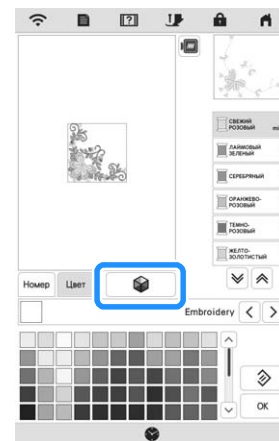 СВЕЖИЙ
РОЗОВЫЙ
ЛАЙМОВЫЙ
ЗЕЛЕНЫЙ
СЕРЕБРЯНЫЙ
ОРАНЖЕВО-
РОЗОВЫЙ
ТЕМНО-
РОЗОВЫЙ
ЖЕЛТО-
ЗОЛОТИСТЫЙ
Номер Цвет
Embroidery
OK